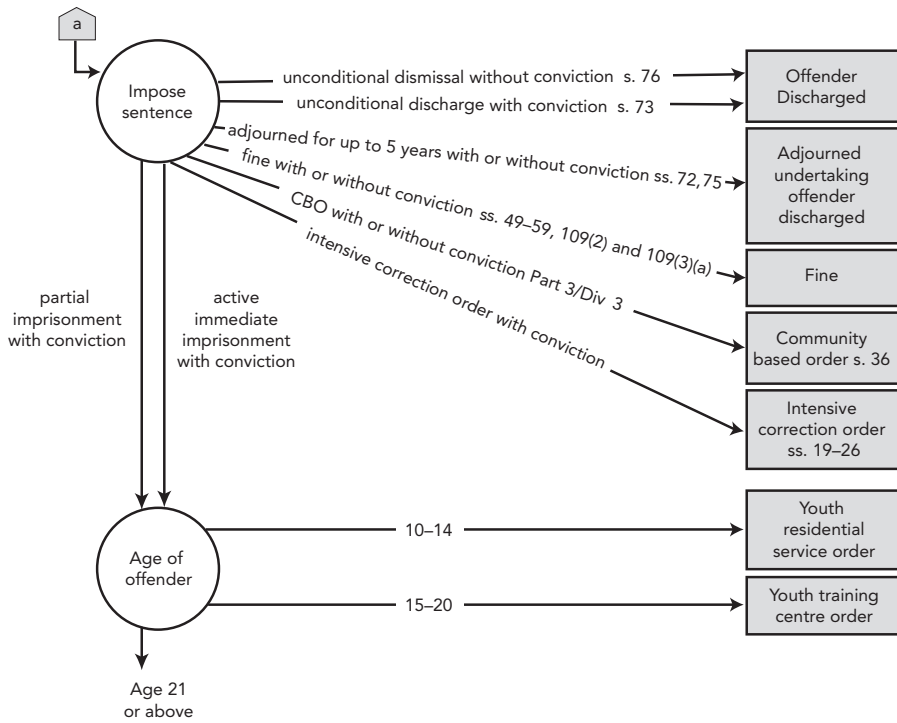 a
Impose
sentence
unconditional dismissal without conviction s. 76
unconditional discharge with conviction s. 73
adjourned for up to 5 years with or without conviction ss. 72,75
fine with or without conviction ss. 49–59, 109(2) and 109(3)(a)
CBO with or without conviction Part 3/Div 3
intensive correction order with conviction
Offender
Discharged
Adjourned
undertaking
offender
discharged
Fine
Community
based order s. 36
Intensive
correction order
ss. 19–26
partial
imprisonment
with conviction
active
immediate
imprisonment
with conviction
Age of
offender
10–14
Youth
residential
service order
15–20
Youth training
centre order
Age 21
or above